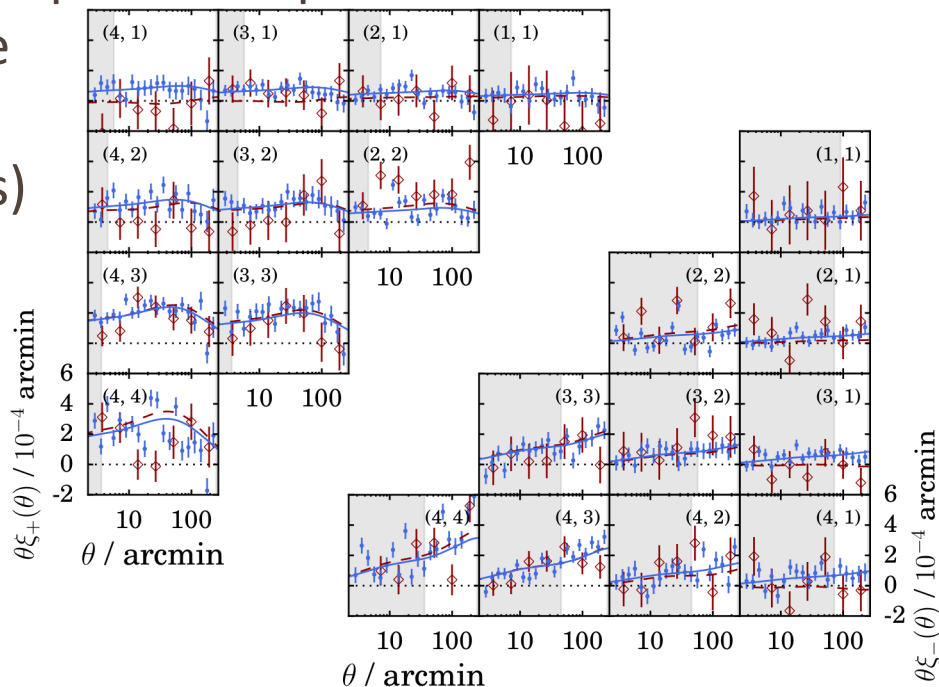 e
(4, 1) (3, 1) (2, 1) (1, 1)
s)
(4, 2) (3, 2) (2, 2) 10 100 (1, 1)
10 100
(4, 3) (3, 3) (2, 2) (2, 1)
6 10 100
(4, 4) (3, 3) (3, 2) (3, 1)
4
2
0
-2
10 100
θ / arcmin
θξ₊(θ) / 10⁻⁴ arcmin
(4, 4) (4, 3) (4, 2) (4, 1)
6
4
2
0
-2
10 100 10 100 10 100 10 100
θ / arcmin
θξ₋(θ) / 10⁻⁴ arcmin